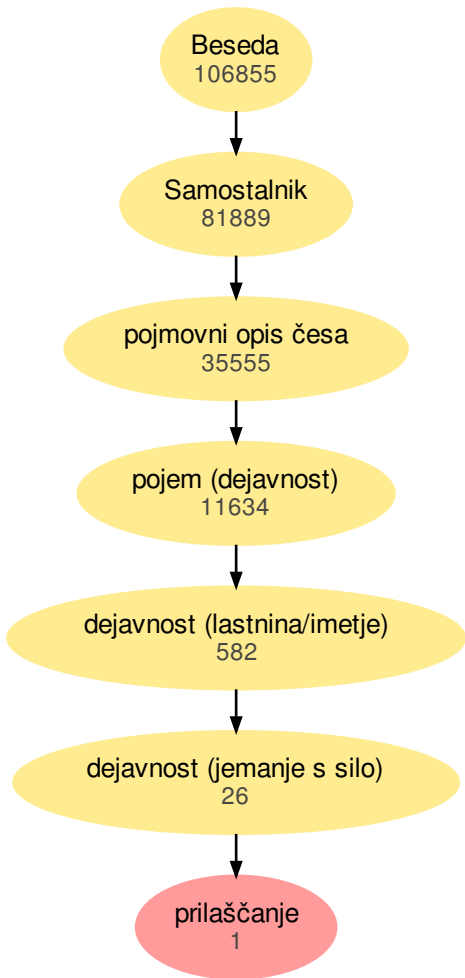 Beseda
106855
Samostalnik
81889
pojmovni opis česa
35555
pojem (dejavnost)
11634
dejavnost (lastnina/imetje)
582
dejavnost (jemanje s silo)
26
prilaščanje
1